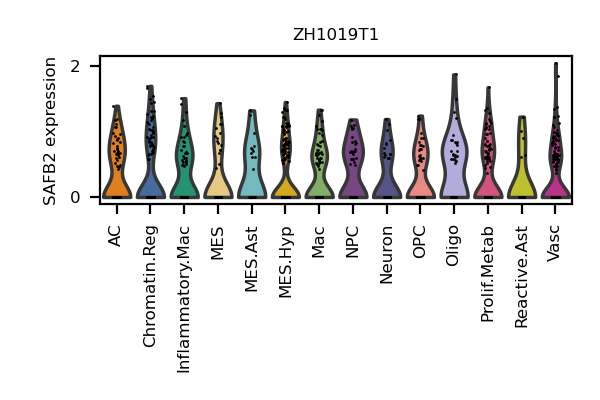 ZH1019T1
SAFB2 expression
2
0
AC
Chromatin.Reg
Inflammatory.Mac
MES
MES.Ast
MES.Hyp
Mac
NPC
Neuron
OPC
Oligo
Prolif.Metab
Reactive.Ast
Vasc